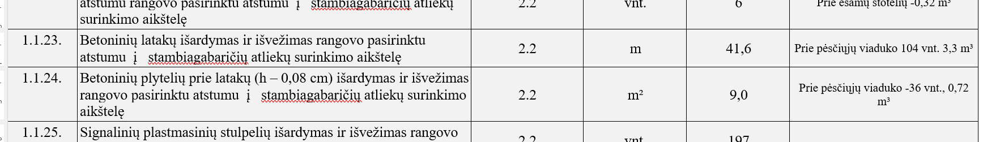 atstumu rangovo pasirinktu atstumu į stambiagabaričių atliekų
surinkimo aikštelę
2.2
vnt.
6
Prie esamų stotelių -0,32 m³
1.1.23.
Betoninių latakų išardymas ir išvežimas rangovo pasirinktu
atstumu į stambiagabaričių atliekų surinkimo aikštelę
2.2
m
41,6
Prie pėsčiųjų viaduko 104 vnt. 3,3 m³
1.1.24.
Betoninių plytelių prie latakų (h – 0,08 cm) išardymas ir išvežimas
rangovo pasirinktu atstumu į stambiagabaričių atliekų surinkimo
aikštelę
2.2
m²
9,0
Prie pėsčiųjų viaduko -36 vnt., 0,72
m³
1.1.25.
Signalinių plastmasinių stulpelių išardymas ir išvežimas rangovo
2.2
vnt
197